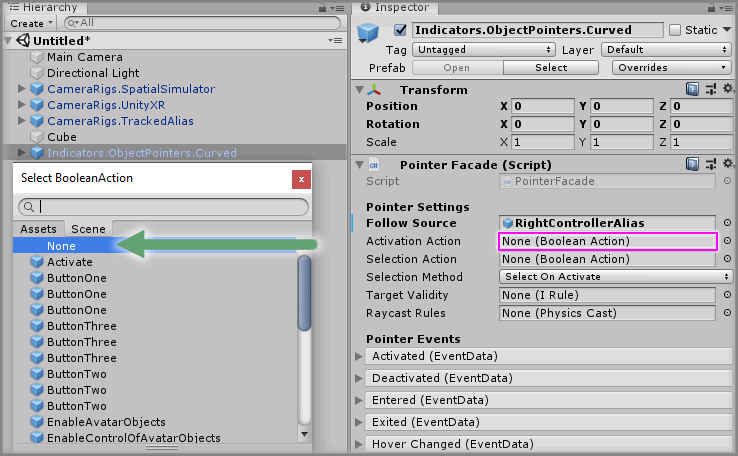 Hierarchy
Create
All
Untitled*
Main Camera
Directional Light
CameraRigs.SpatialSimulator
CameraRigs.UnityXR
CameraRigs.TrackedAlias
Cube
Indicators.ObjectPointers.Curved
Select BooleanAction
x
Assets Scene
None
Activate
ButtonOne
ButtonOne
ButtonOne
ButtonThree
ButtonThree
ButtonThree
ButtonTwo
ButtonTwo
ButtonTwo
EnableAvatarObjects
EnableControlOfAvatarObjects
Inspector
Indicators.ObjectPointers.Curved Static
Tag Untagged Layer Default
Prefab Open Select Overrides
Transform
Position X 0 Y 0 Z 0
Rotation X 0 Y 0 Z 0
Scale X 1 Y 1 Z 1
Pointer Facade (Script)
Script PointerFacade
Pointer Settings
Follow Source RightControllerAlias
Activation Action None (Boolean Action)
Selection Action None (Boolean Action)
Selection Method Select On Activate
Target Validity None (I Rule)
Raycast Rules None (Physics Cast)
Pointer Events
Activated (EventData)
Deactivated (EventData)
Entered (EventData)
Exited (EventData)
Hover Changed (EventData)